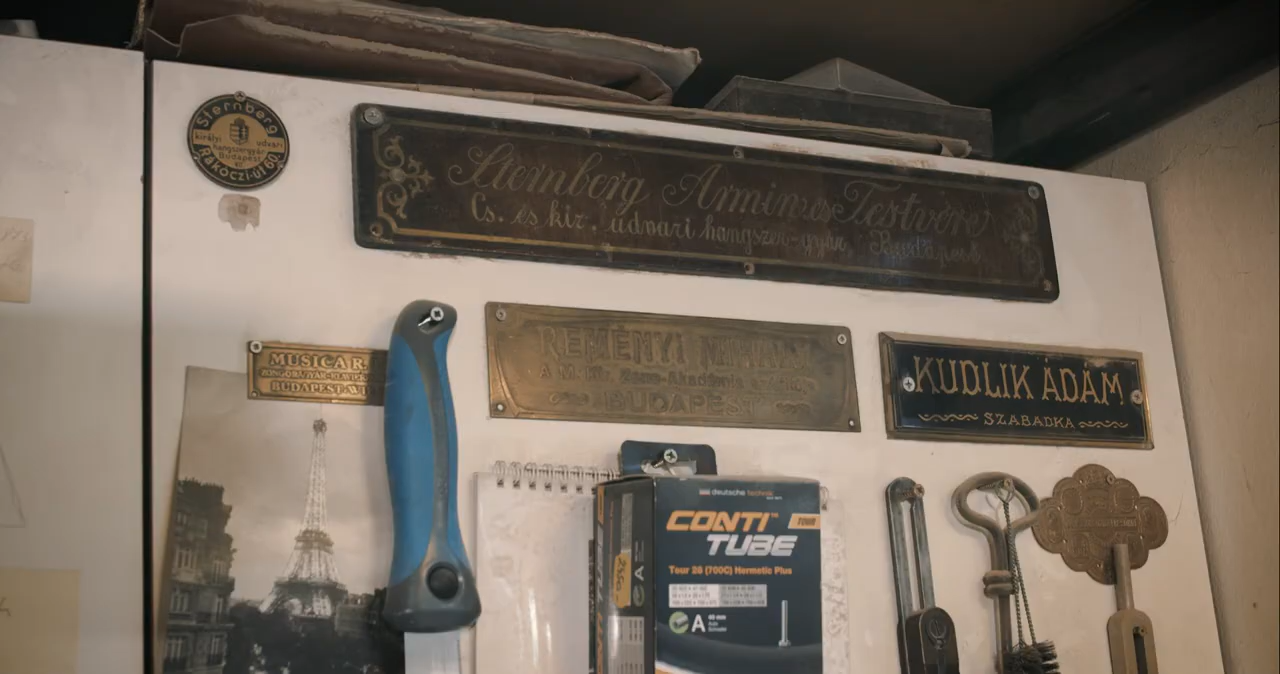 Sternberg
királyi udvari
hangszergyár
Budapest
Rákóczi-út 60.
Sternberg Ármin és Testvére
Cs. és kir. udvari hangszer-gyár, Budapest
MUSICA R.
BUDAPEST.
REMÉNYI MIHÁLY
A M. Kir. Zene-Akadémia
BUDAPEST
KUDLIK ÁDÁM
SZABADKA
deutsche technik
CONTI
TUBE
TOUR
Tour 28 (700C) Hermetic Plus
A